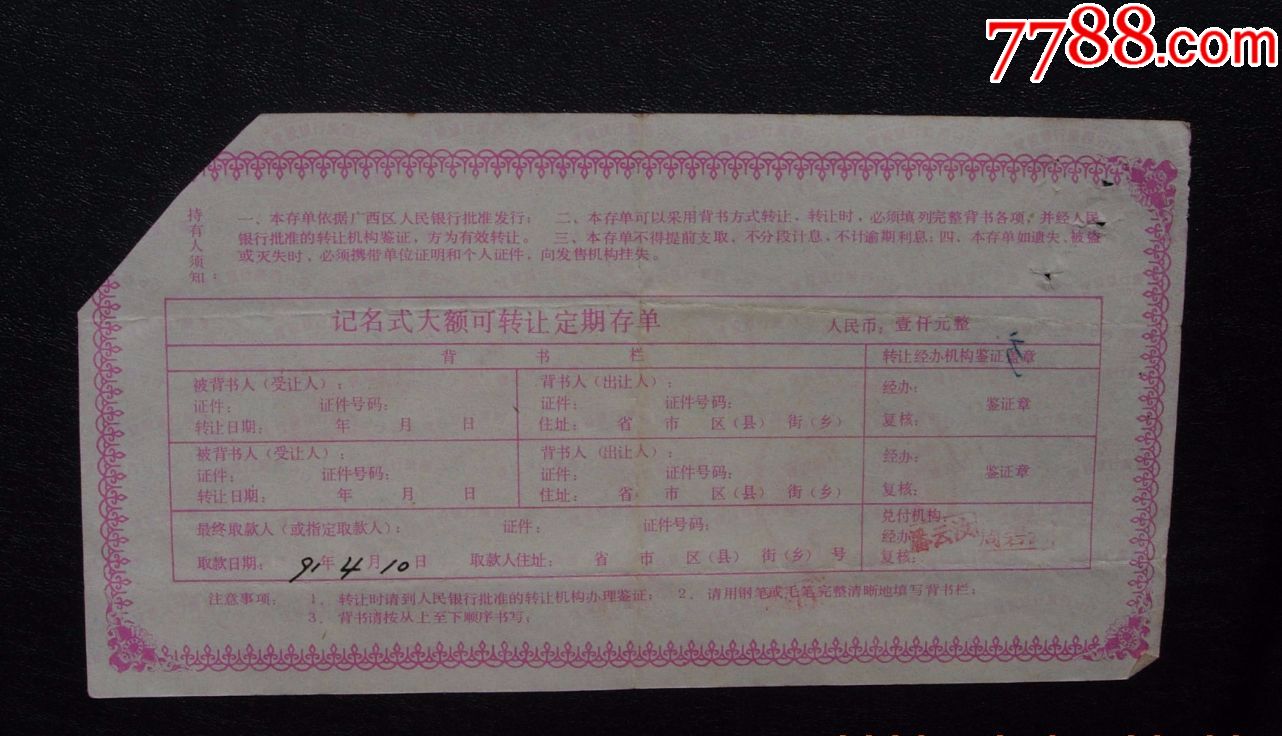 7788.com
持有人须知：
一、本存单依据广西区人民银行批准发行； 二、本存单可以采用背书方式转让，转让时，必须填列完整背书各项，并经人民
银行批准的转让机构鉴证，方为有效转让。 三、本存单不得提前支取，不分段计息，不计逾期利息；四、本存单如遗失、被盗
或灭失时，必须携带单位证明和个人证件，向发售机构挂失。
记名式大额可转让定期存单 人民币：壹仟元整
背 书 栏 转让经办机构鉴证盖章
被背书人（受让人）： 背书人（出让人）： 经办：
证件： 证件号码： 证件： 证件号码： 鉴证章
转让日期： 年 月 日 住址： 省 市 区（县） 街（乡） 复核：
被背书人（受让人）： 背书人（出让人）： 经办：
证件： 证件号码： 证件： 证件号码： 鉴证章
转让日期： 年 月 日 住址： 省 市 区（县） 街（乡） 复核：
最终取款人（或指定取款人）： 证件： 证件号码： 兑付机构：
经办
取款日期： 91年4月10日 取款人住址： 省 市 区（县） 街（乡） 号 复核：
注意事项： 1、转让时请到人民银行批准的转让机构办理鉴证； 2、请用钢笔或毛笔完整清晰地填写背书栏；
3、背书请按从上至下顺序书写；